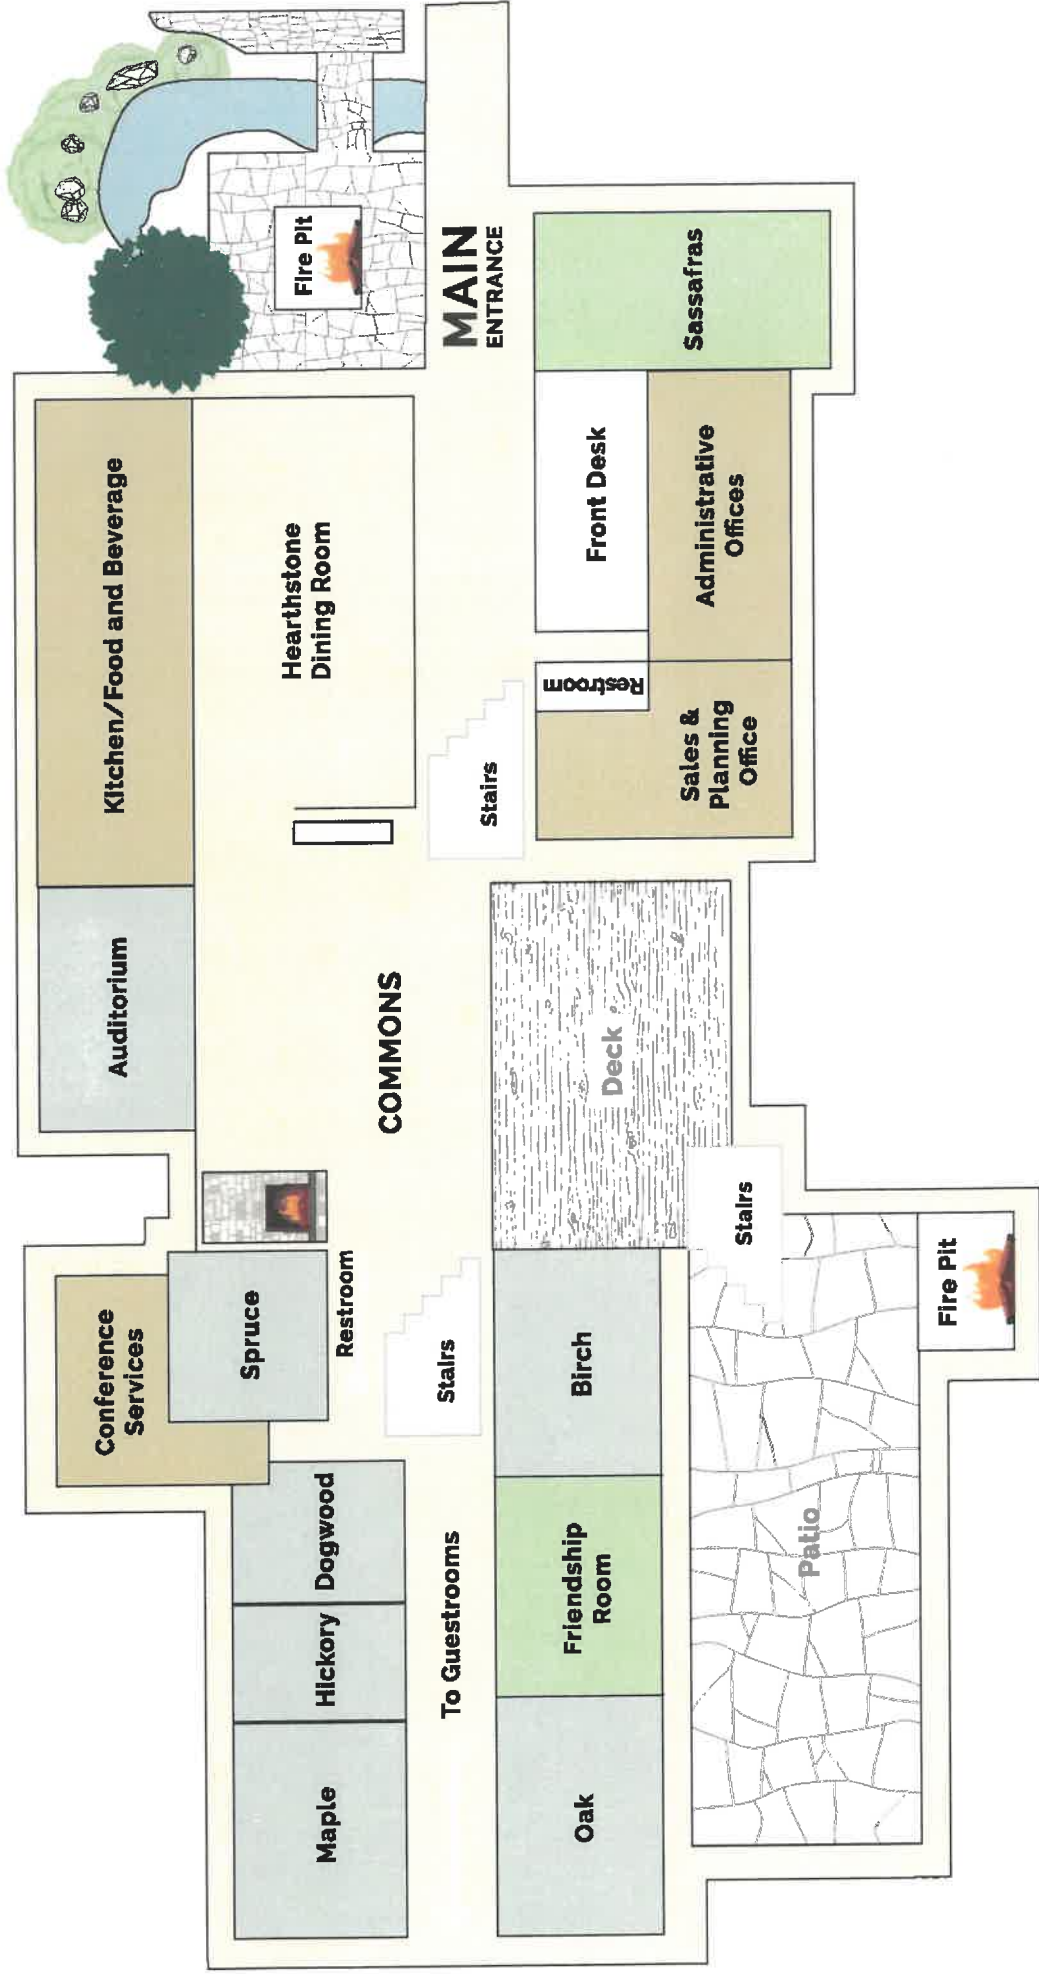 Conference
Services
Spruce
Restroom
Auditorium
Kitchen/Food and Beverage
Hearthstone
Dining Room
Fire Pit
Maple
Hickory
Dogwood
To Guestrooms
Stairs
COMMONS
Stairs
MAIN
ENTRANCE
Oak
Friendship
Room
Birch
Deck
Restroom
Front Desk
Sales &
Planning
Office
Administrative
Offices
Sassafras
Stairs
Patio
Fire Pit